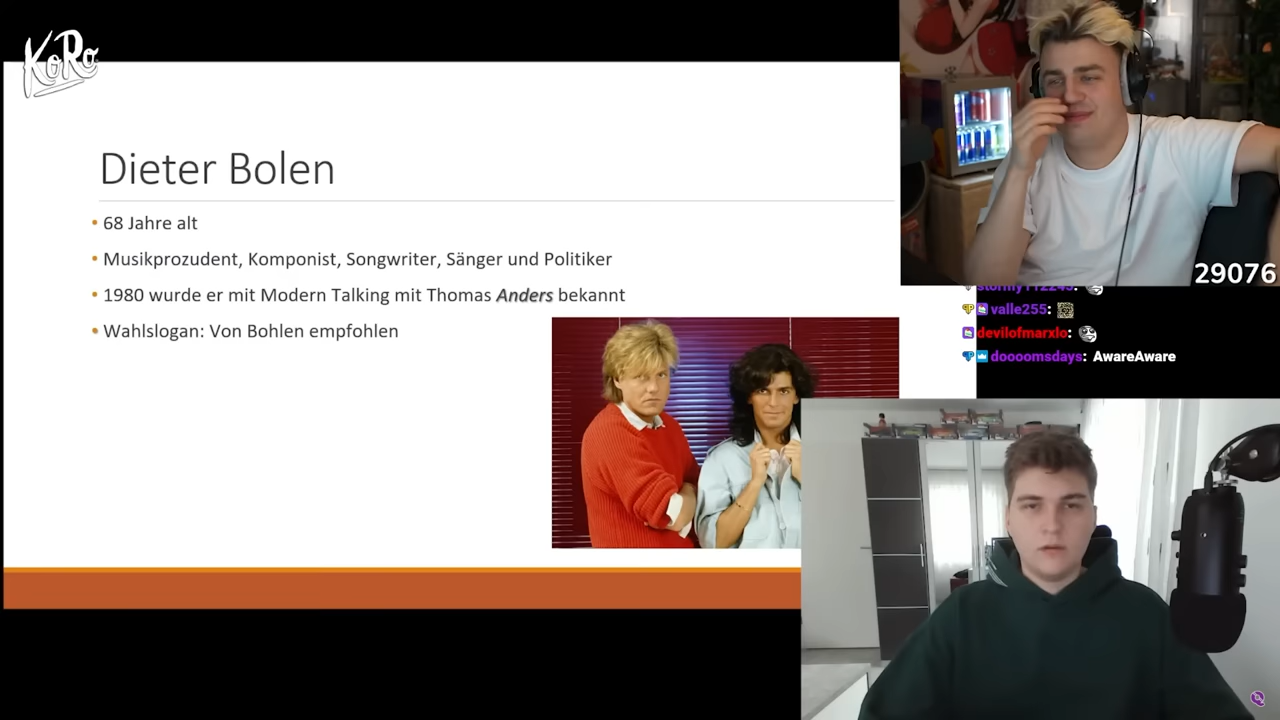 KoRo
Dieter Bolen
• 68 Jahre alt
• Musikprozudent, Komponist, Songwriter, Sänger und Politiker
• 1980 wurde er mit Modern Talking mit Thomas Anders bekannt
• Wahlslogan: Von Bohlen empfohlen
29076
stormy112245:
valle255:
devilofmarxlo:
doooomsdays: AwareAware